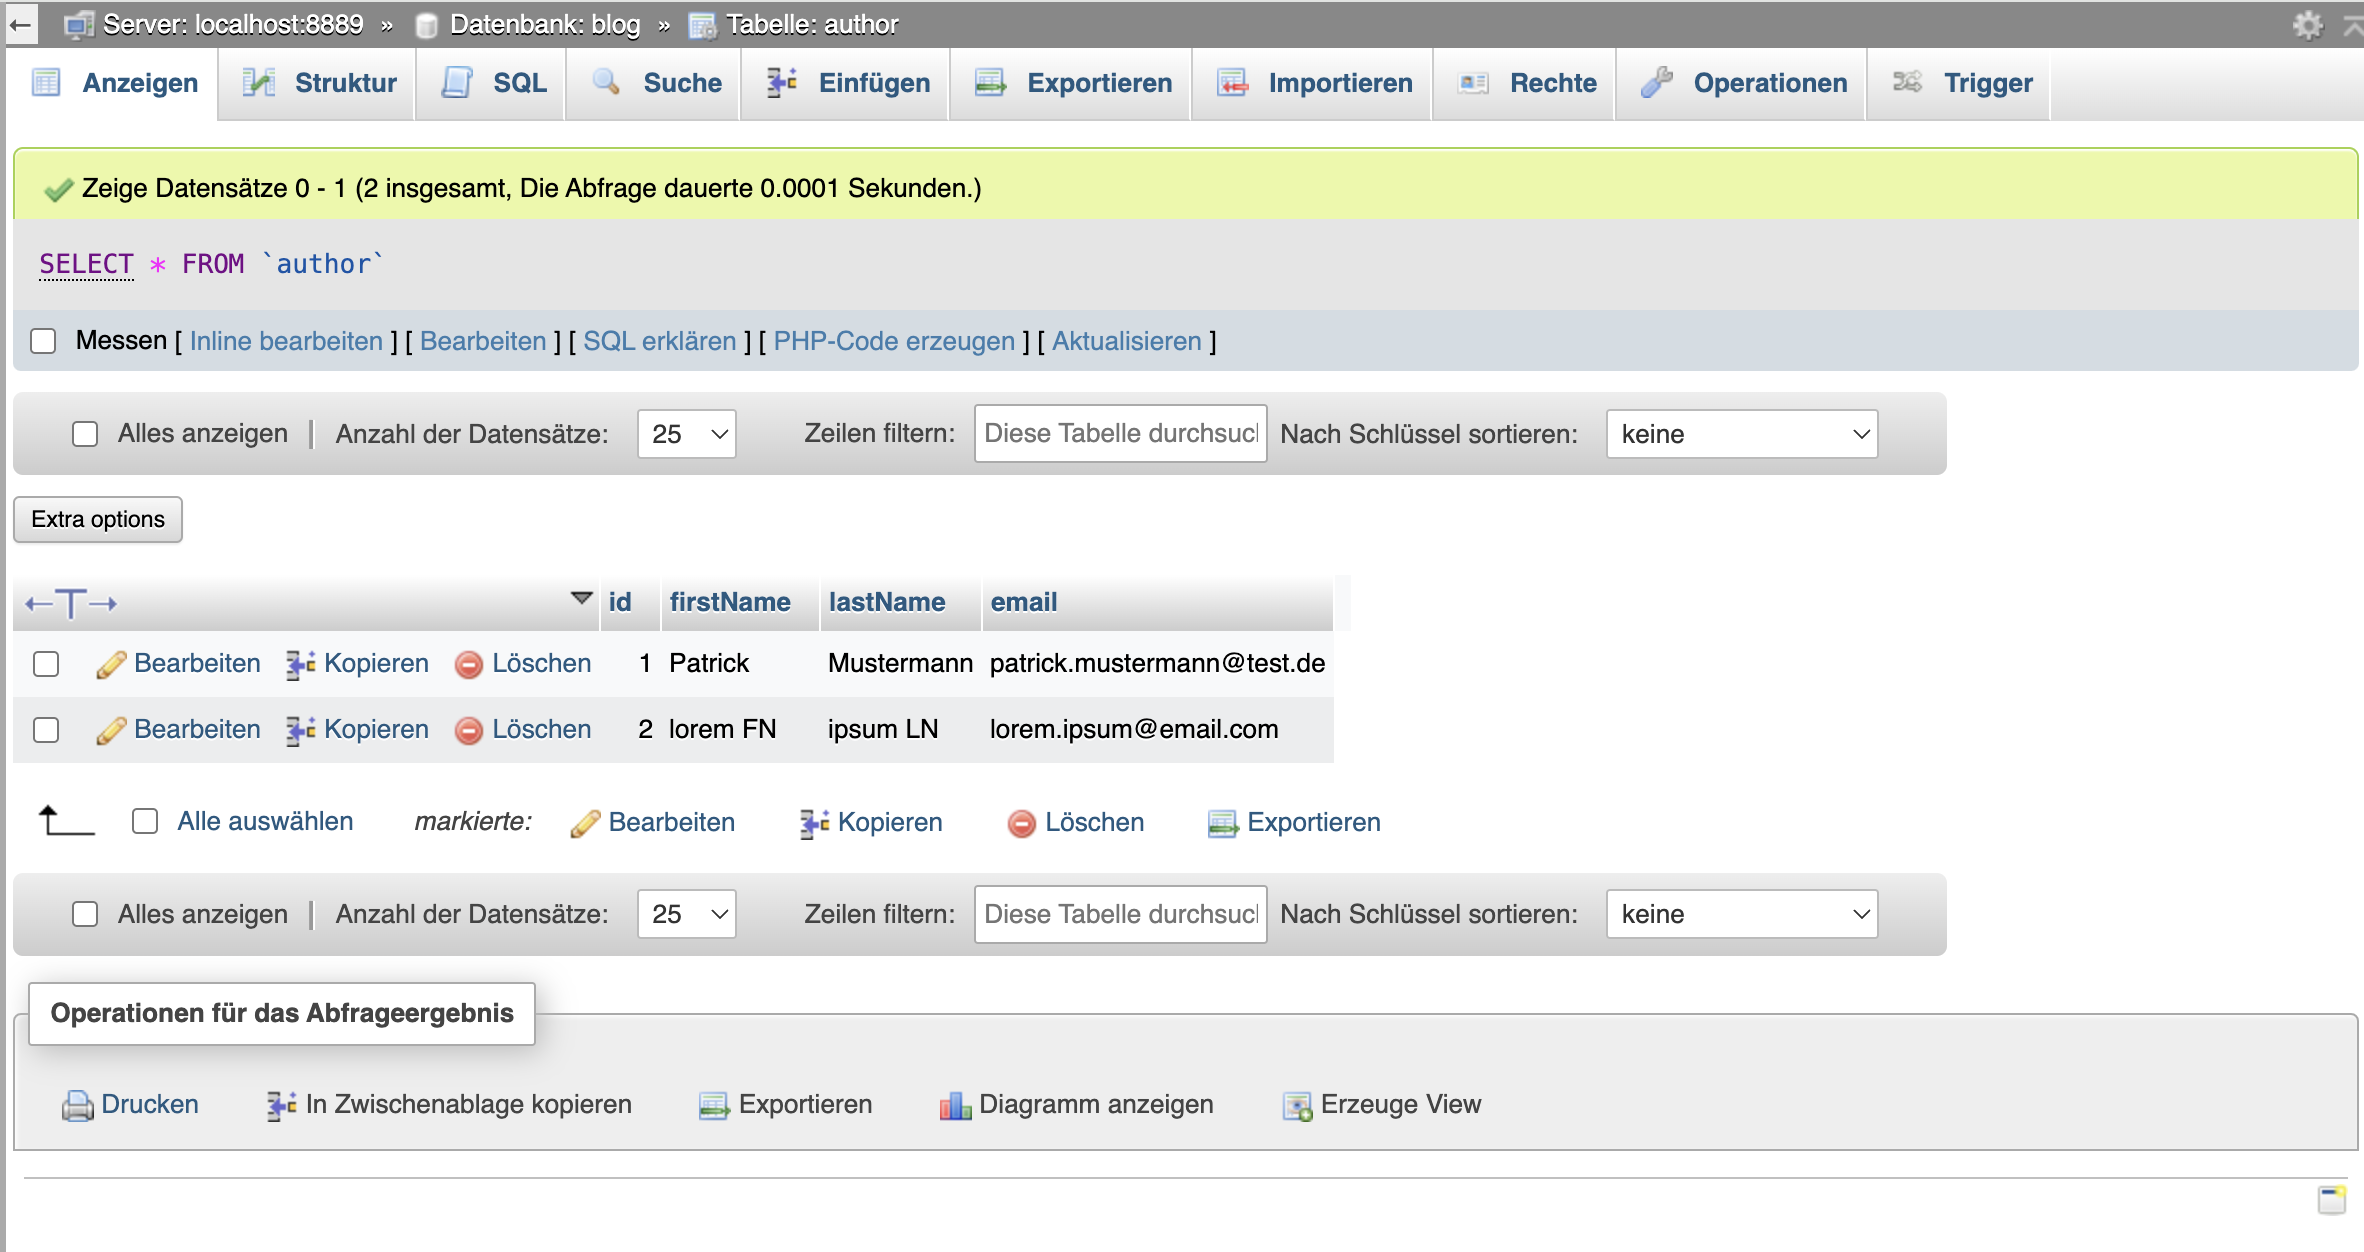 Server: localhost:8889 » Datenbank: blog » Tabelle: author
Anzeigen Struktur SQL Suche Einfügen Exportieren Importieren Rechte Operationen Trigger
Zeige Datensätze 0 - 1 (2 insgesamt, Die Abfrage dauerte 0.0001 Sekunden.)
SELECT * FROM `author`
Messen [ Inline bearbeiten ] [ Bearbeiten ] [ SQL erklären ] [ PHP-Code erzeugen ] [ Aktualisieren ]
Alles anzeigen | Anzahl der Datensätze: 25 Zeilen filtern: Diese Tabelle durchsuc Nach Schlüssel sortieren: keine
Extra options
←T→ id firstName lastName email
Bearbeiten Kopieren Löschen 1 Patrick Mustermann patrick.mustermann@test.de
Bearbeiten Kopieren Löschen 2 lorem FN ipsum LN lorem.ipsum@email.com
Alle auswählen markierte: Bearbeiten Kopieren Löschen Exportieren
Alles anzeigen | Anzahl der Datensätze: 25 Zeilen filtern: Diese Tabelle durchsuc Nach Schlüssel sortieren: keine
Operationen für das Abfrageergebnis
Drucken In Zwischenablage kopieren Exportieren Diagramm anzeigen Erzeuge View